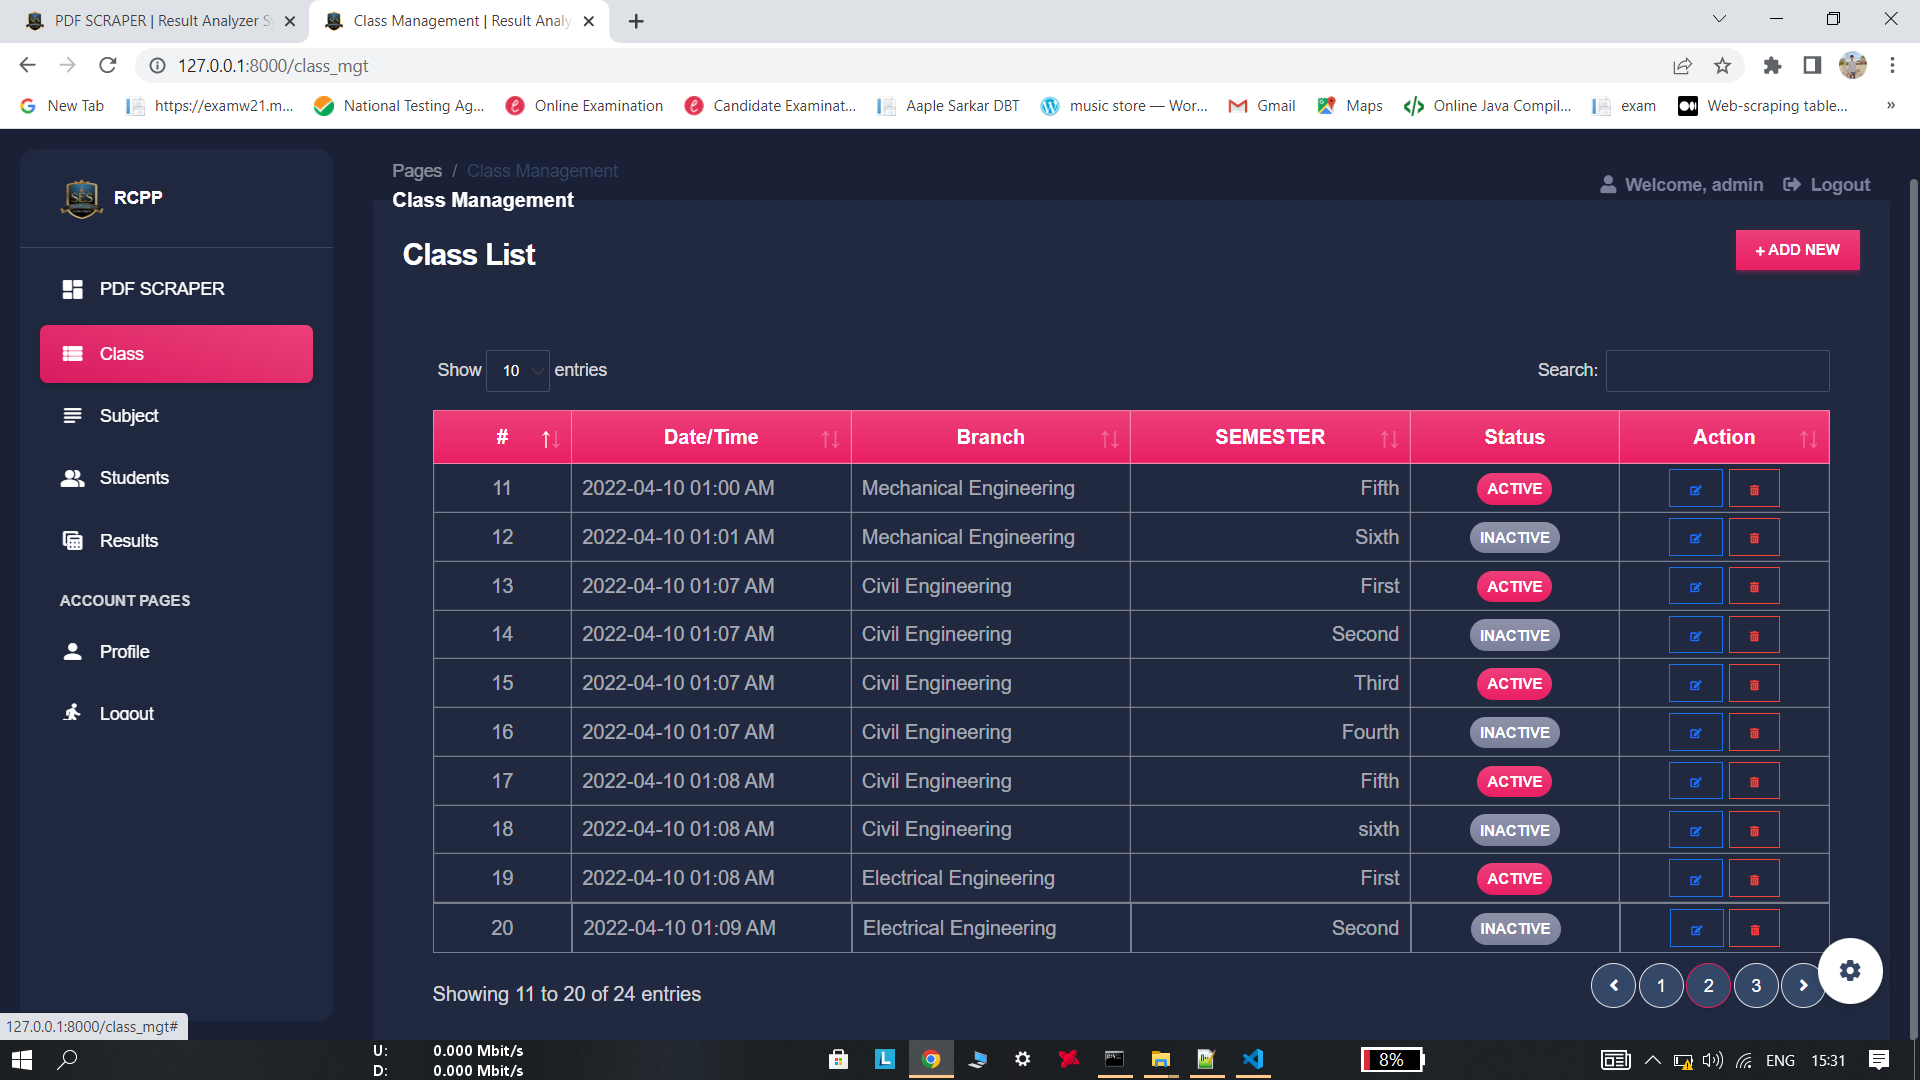 PDF SCRAPER | Result Analyzer S
Class Management | Result Analy
127.0.0.1:8000/class_mgt
New Tab
https://examw21.m...
National Testing Ag...
Online Examination
Candidate Examinat...
Aaple Sarkar DBT
music store — Wor...
Gmail
Maps
Online Java Compil...
exam
Web-scraping table...
»
RCPP
PDF SCRAPER
Class
Subject
Students
Results
ACCOUNT PAGES
Profile
Logout
Pages / Class Management
Class Management
Welcome, admin
Logout
Class List
+ ADD NEW
Show 10 entries
Search:
# Date/Time Branch SEMESTER Status Action
11 2022-04-10 01:00 AM Mechanical Engineering Fifth ACTIVE
12 2022-04-10 01:01 AM Mechanical Engineering Sixth INACTIVE
13 2022-04-10 01:07 AM Civil Engineering First ACTIVE
14 2022-04-10 01:07 AM Civil Engineering Second INACTIVE
15 2022-04-10 01:07 AM Civil Engineering Third ACTIVE
16 2022-04-10 01:07 AM Civil Engineering Fourth INACTIVE
17 2022-04-10 01:08 AM Civil Engineering Fifth ACTIVE
18 2022-04-10 01:08 AM Civil Engineering sixth INACTIVE
19 2022-04-10 01:08 AM Electrical Engineering First ACTIVE
20 2022-04-10 01:09 AM Electrical Engineering Second INACTIVE
Showing 11 to 20 of 24 entries
1 2 3
127.0.0.1:8000/class_mgt#
U: 0.000 Mbit/s
D: 0.000 Mbit/s
L
8%
ENG
15:31